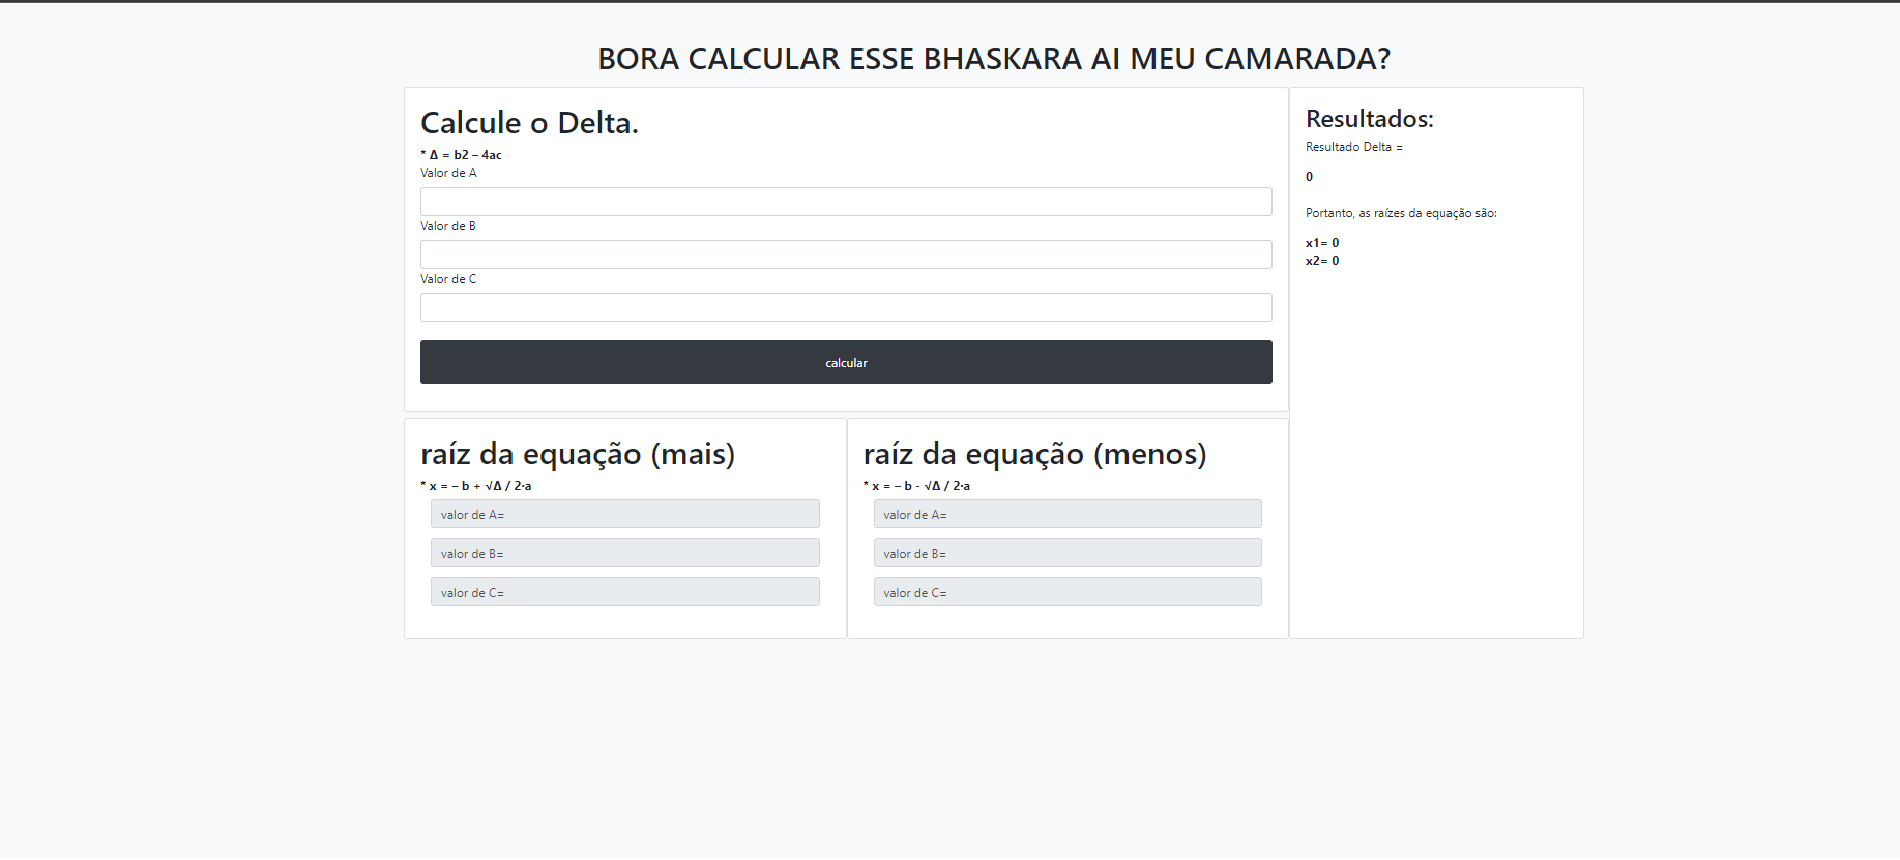 BORA CALCULAR ESSE BHASKARA AI MEU CAMARADA?
Calcule o Delta.
* Δ = b2 – 4ac
Valor de A
Valor de B
Valor de C
calcular
raíz da equação (mais)
* x = – b + √Δ / 2·a
valor de A=
valor de B=
valor de C=
raíz da equação (menos)
* x = – b - √Δ / 2·a
valor de A=
valor de B=
valor de C=
Resultados:
Resultado Delta =
0
Portanto, as raízes da equação são:
x1= 0
x2= 0